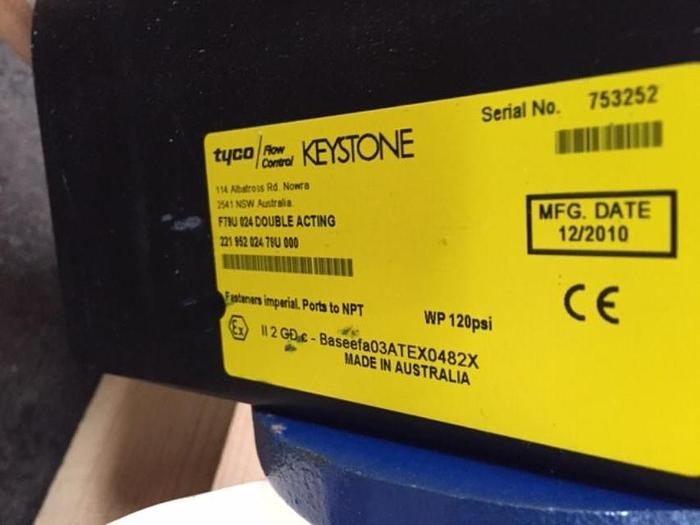 tyco / Flow Control KEYSTONE
Serial No. 753252
114 Albatross Rd. Nowra
2541 NSW Australia.
F79U 024 DOUBLE ACTING
221 952 024 79U 000
MFG. DATE
12/2010
CE
Fasteners imperial. Ports to NPT
WP 120psi
Ex II 2 GD c - Baseefa03ATEX0482X
MADE IN AUSTRALIA